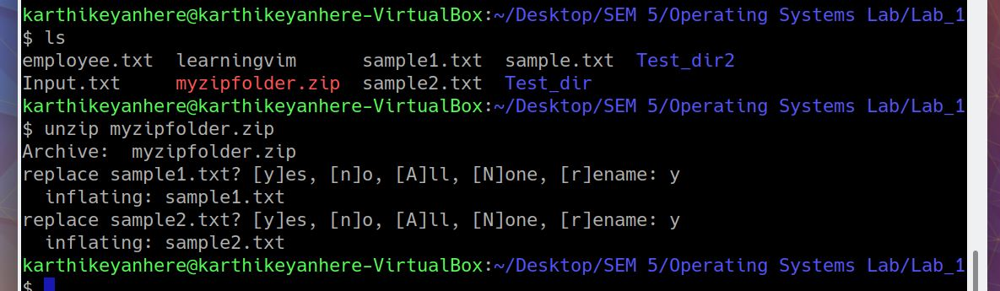 karthikeyanhere@karthikeyanhere-VirtualBox:~/Desktop/SEM 5/Operating Systems Lab/Lab_1
$ ls
employee.txt  learningvim      sample1.txt  sample.txt  Test_dir2
Input.txt     myzipfolder.zip  sample2.txt  Test_dir
karthikeyanhere@karthikeyanhere-VirtualBox:~/Desktop/SEM 5/Operating Systems Lab/Lab_1
$ unzip myzipfolder.zip
Archive:  myzipfolder.zip
replace sample1.txt? [y]es, [n]o, [A]ll, [N]one, [r]ename: y
  inflating: sample1.txt
replace sample2.txt? [y]es, [n]o, [A]ll, [N]one, [r]ename: y
  inflating: sample2.txt
karthikeyanhere@karthikeyanhere-VirtualBox:~/Desktop/SEM 5/Operating Systems Lab/Lab_1
$